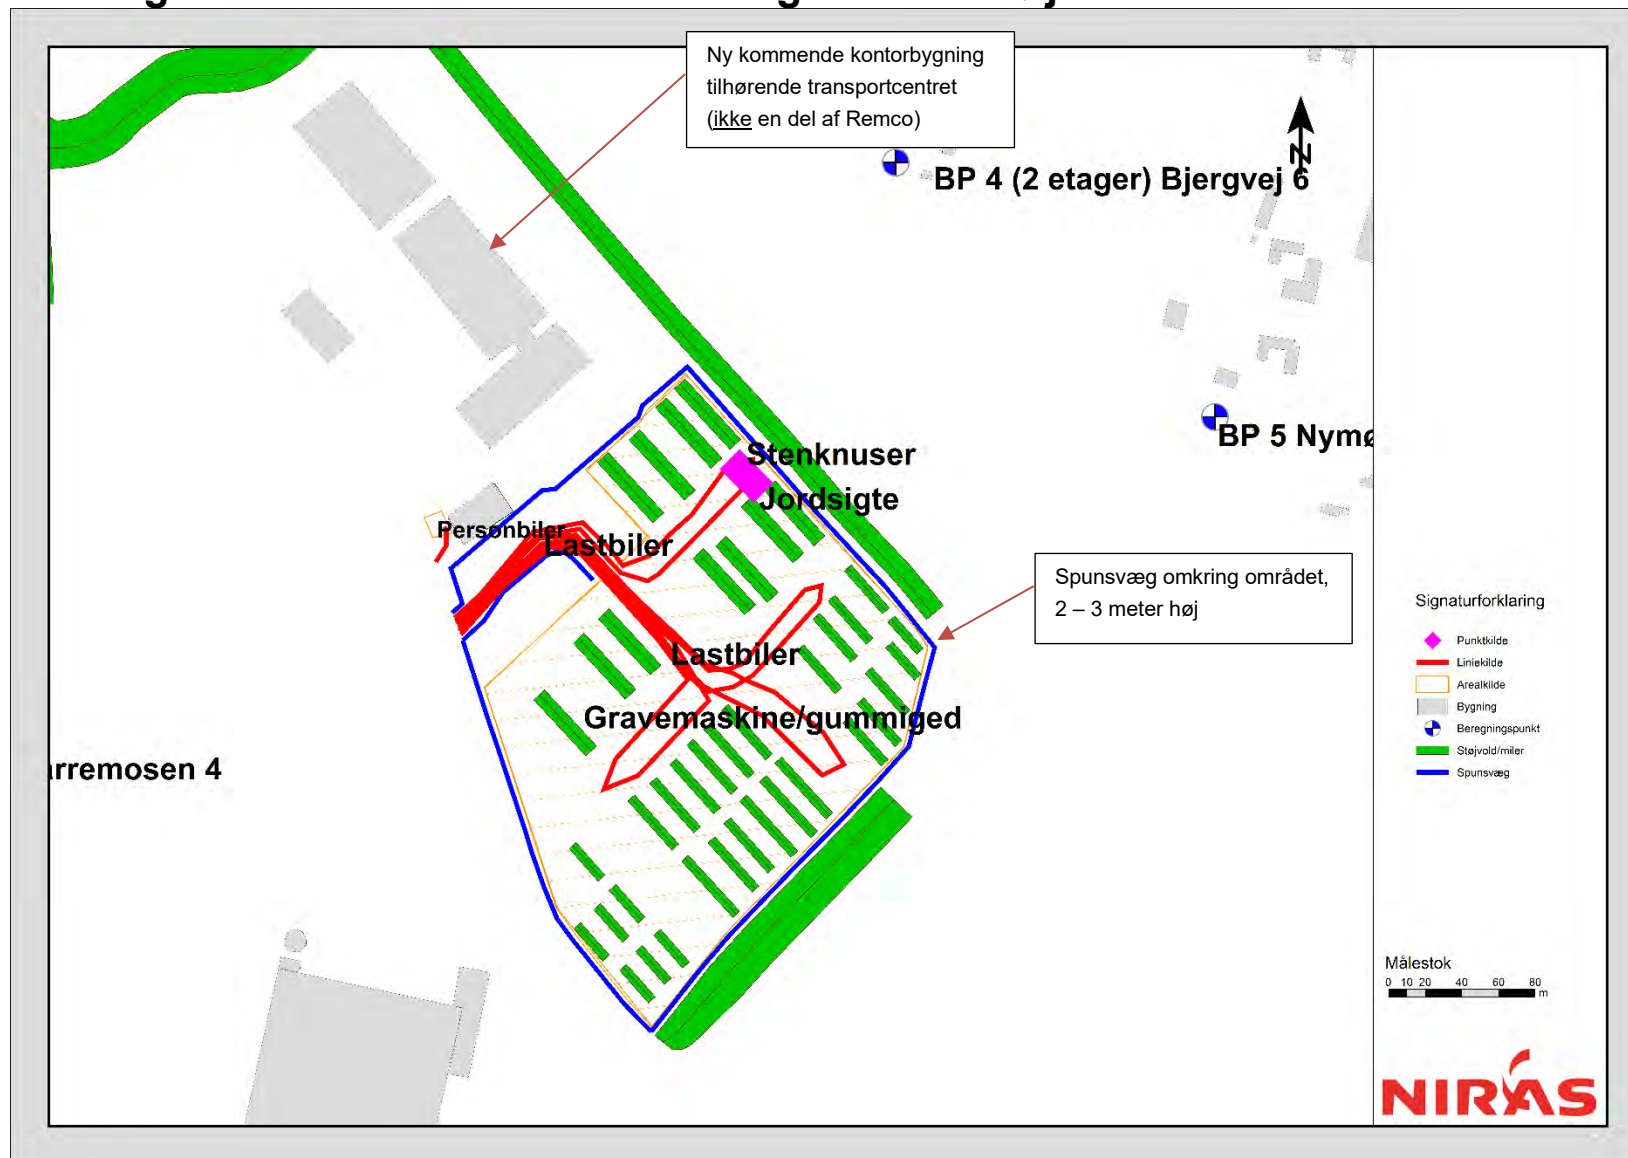 Ny kommende kontorbygning
tilhørende transportcentret
(ikke en del af Remco)
N
BP 4 (2 etager) Bjergvej 6
BP 5 Nymø
Stenknuser
Jordsigte
Personbiler
Lastbiler
Spunsvæg omkring området,
2 – 3 meter høj
Lastbiler
Gravemaskine/gummiged
rremosen 4
Signaturforklaring
Punktkilde
Liniekilde
Arealkilde
Bygning
Beregningspunkt
Støjvold/miler
Spunsvæg
Målestok
0 10 20 40 60 80
m
NIRAS